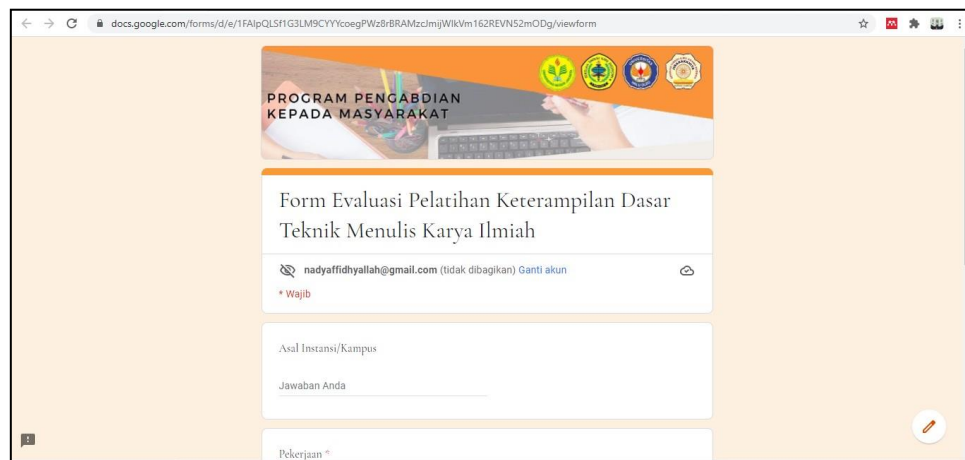 docs.google.com/forms/d/e/1FAIpQLSf1G3LM9CYYYcoegPWz8rBRAMzcJmijWIkVm162REVN52mODg/viewform
PROGRAM PENGABDIAN
KEPADA MASYARAKAT
Form Evaluasi Pelatihan Keterampilan Dasar
Teknik Menulis Karya Ilmiah
nadyaffidhyallah@gmail.com (tidak dibagikan) Ganti akun
* Wajib
Asal Instansi/Kampus
Jawaban Anda
Pekerjaan *